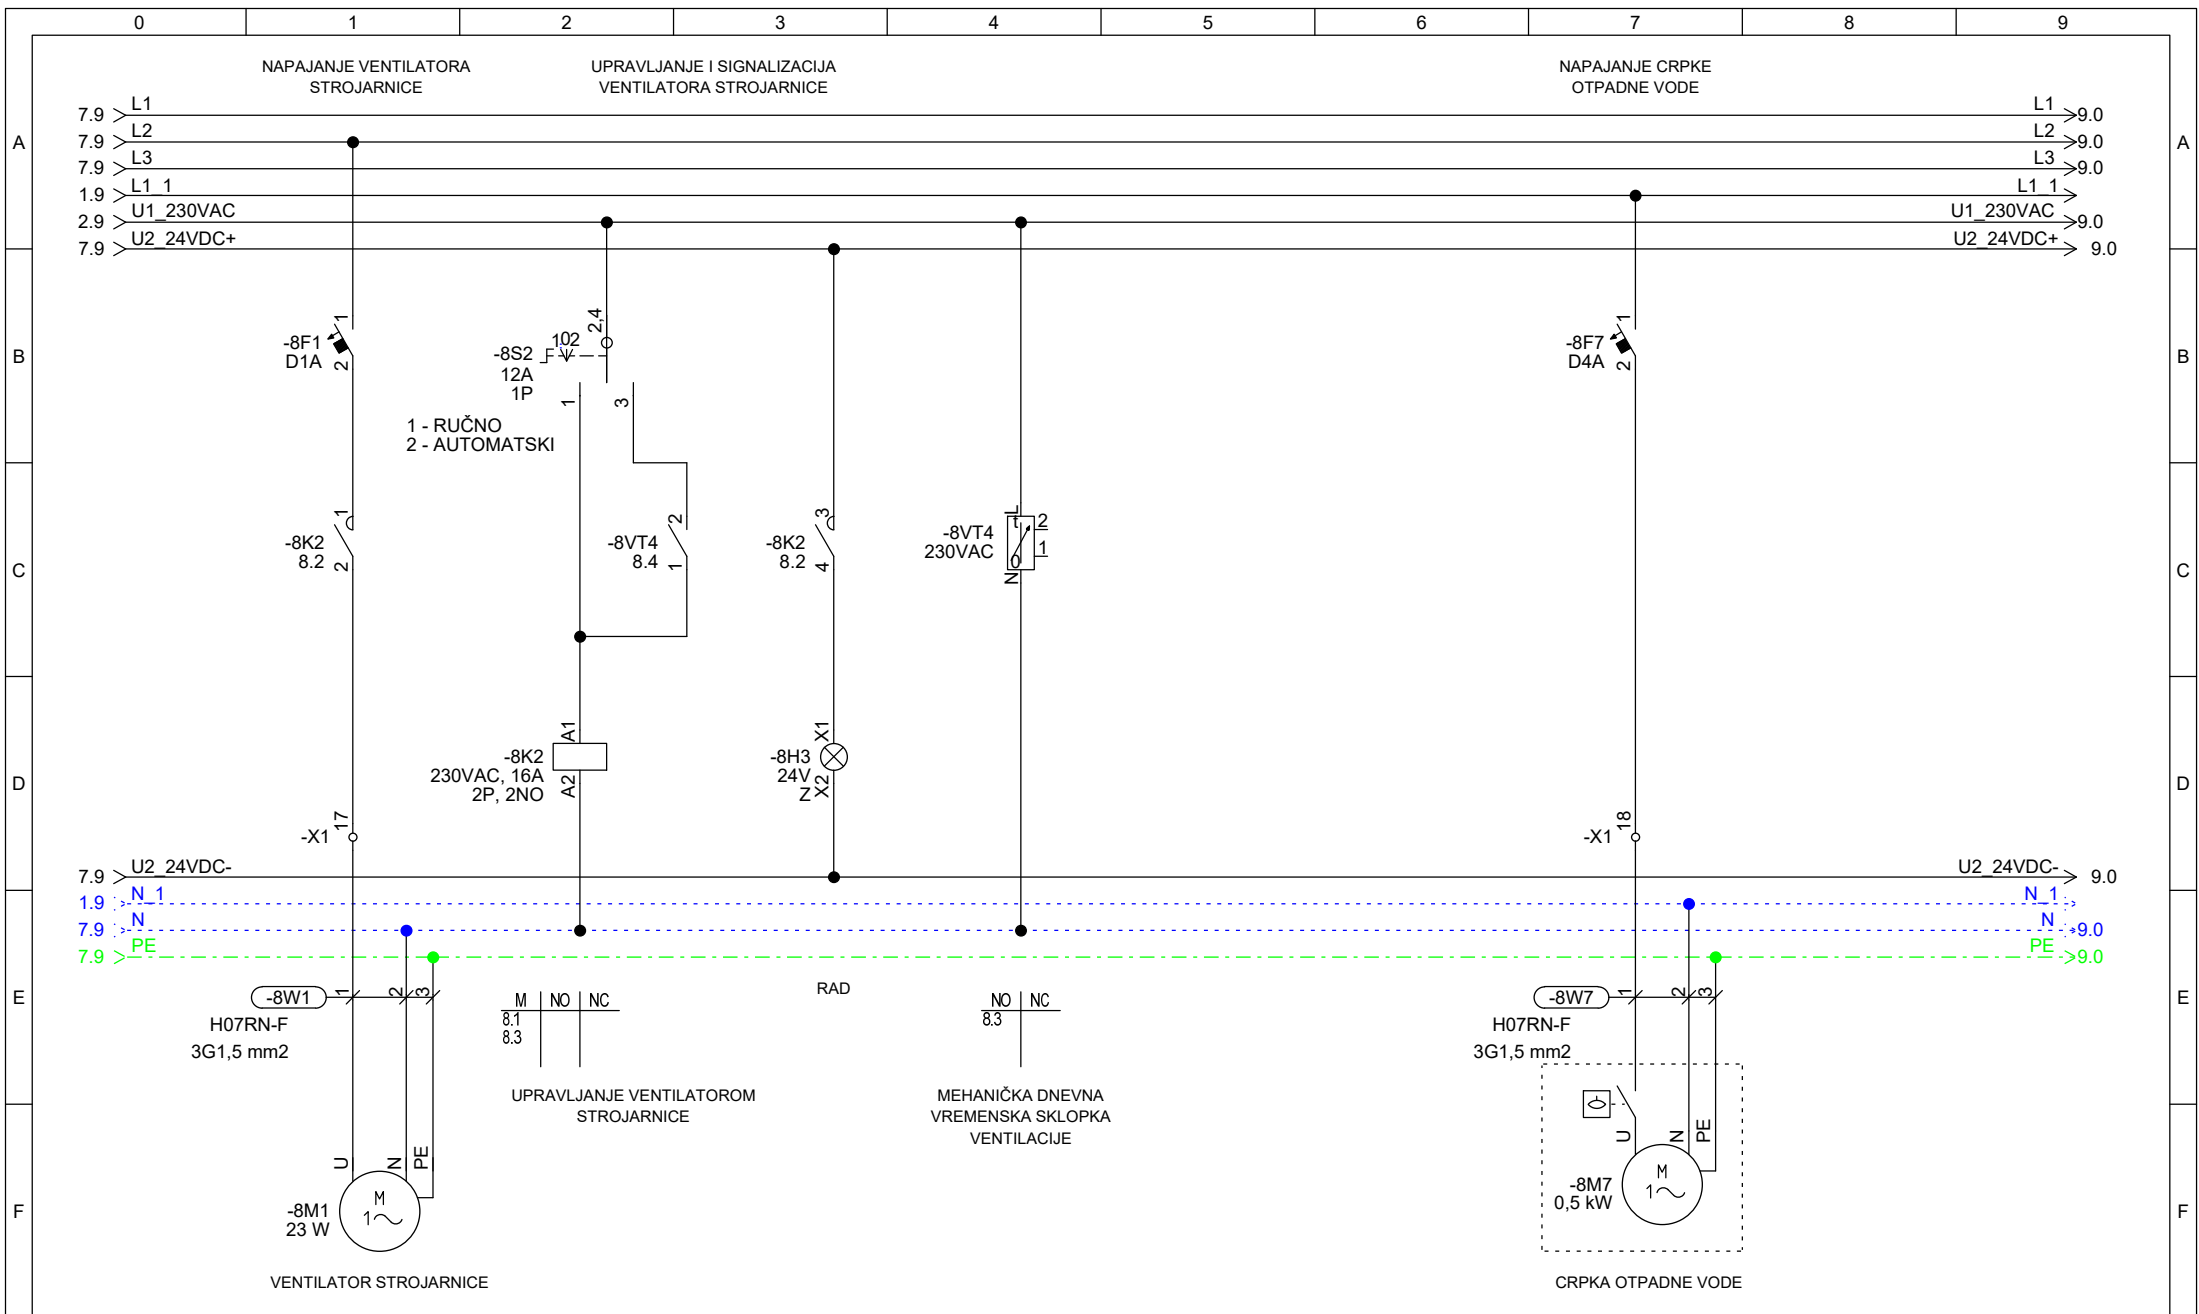 0 1 2 3 4 5 6 7 8 9
NAPAJANJE VENTILATORA
STROJARNICE
UPRAVLJANJE I SIGNALIZACIJA
VENTILATORA STROJARNICE
NAPAJANJE CRPKE
OTPADNE VODE
7.9 L1 L1 9.0
A 7.9 L2 L2 9.0 A
7.9 L3 L3 9.0
1.9 L1_1 L1_1
2.9 U1_230VAC U1_230VAC 9.0
7.9 U2_24VDC+ U2_24VDC+ 9.0
B B
-8F1
D1A
1
2
-8S2
12A
1P
102
2,4
1
3
1 - RUČNO
2 - AUTOMATSKI
-8F7
D4A
1
2
C C
-8K2
8.2
1
2
-8VT4
8.4
2
1
-8K2
8.2
3
4
-8VT4
230VAC
L
t
0
N
2
1
D D
-8K2
230VAC, 16A
2P, 2NO
A1
A2
-8H3
24V
Z
X1
X2
-X1 17
-X1 18
7.9 U2_24VDC- U2_24VDC- 9.0
1.9 N_1 N_1
7.9 N N 9.0
7.9 PE PE 9.0
E E
-8W1 1 2 3
H07RN-F
3G1,5 mm2
M NO NC
8.1
8.3
RAD
NO NC
8.3
-8W7 1 2 3
H07RN-F
3G1,5 mm2
UPRAVLJANJE VENTILATOROM
STROJARNICE
MEHANIČKA DNEVNA
VREMENSKA SKLOPKA
VENTILACIJE
F F
U N PE
-8M1
23 W
M
1~
U N PE
-8M7
0,5 kW
M
1~
VENTILATOR STROJARNICE
CRPKA OTPADNE VODE